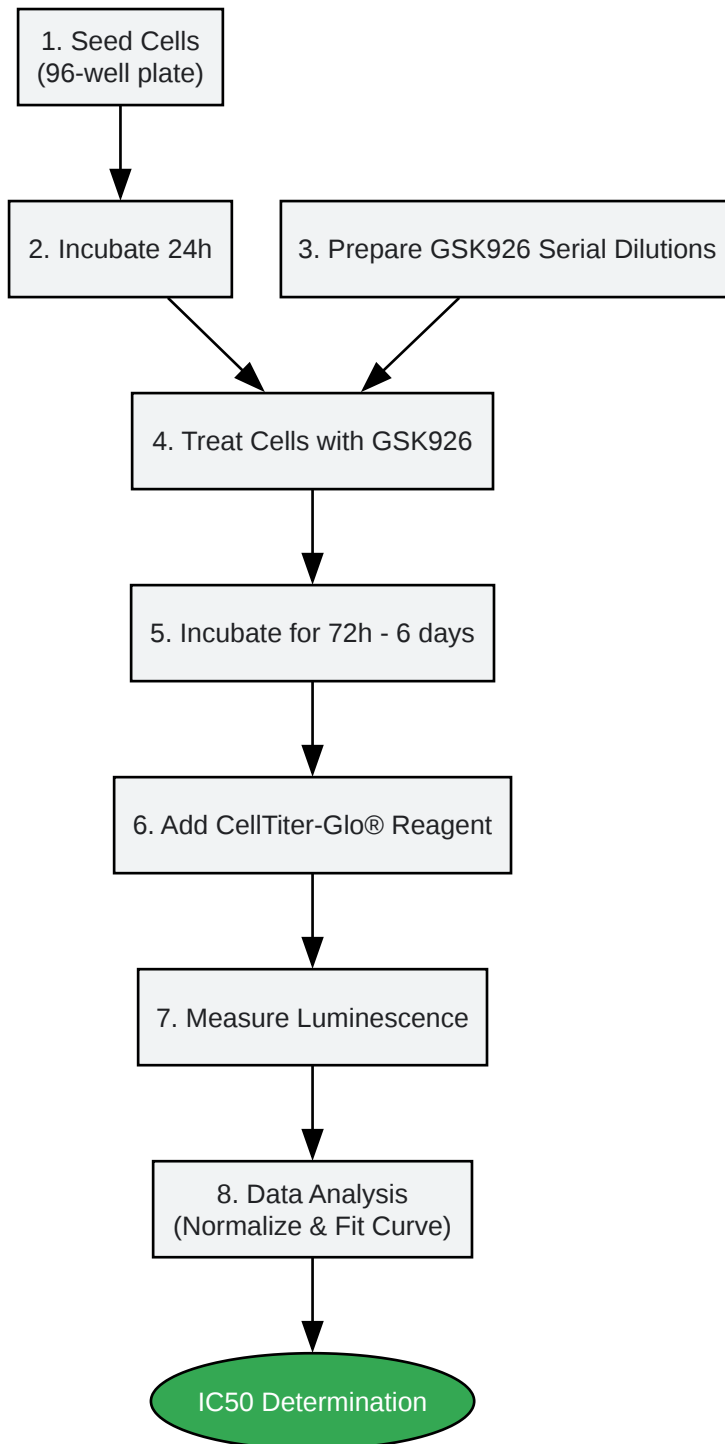 1. Seed Cells
(96-well plate)
2. Incubate 24h
3. Prepare GSK926 Serial Dilutions
4. Treat Cells with GSK926
5. Incubate for 72h - 6 days
6. Add CellTiter-Glo® Reagent
7. Measure Luminescence
8. Data Analysis
(Normalize & Fit Curve)
IC50 Determination